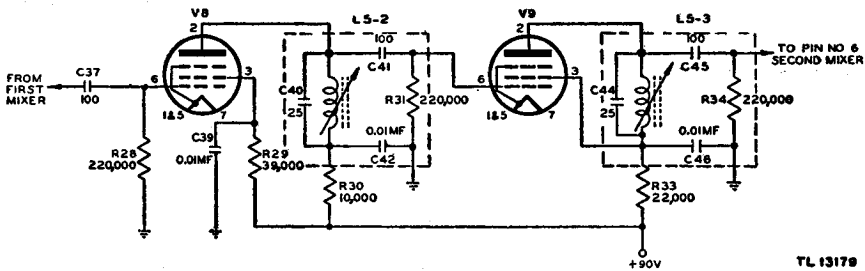 V8
L5-2
V9
L5-3
2
100
C41
2
100
C45
TO PIN NO 6
SECOND MIXER
FROM
FIRST
MIXER
C37
100
6
3
1&5
7
C40
25
R31
220,000
6
3
1&5
7
C44
25
R34
220,000
R28
220,000
C39
0.01MF
R29
39,000
0.01MF
C42
0.01MF
C46
R30
10,000
R33
22,000
+90V
TL 13179